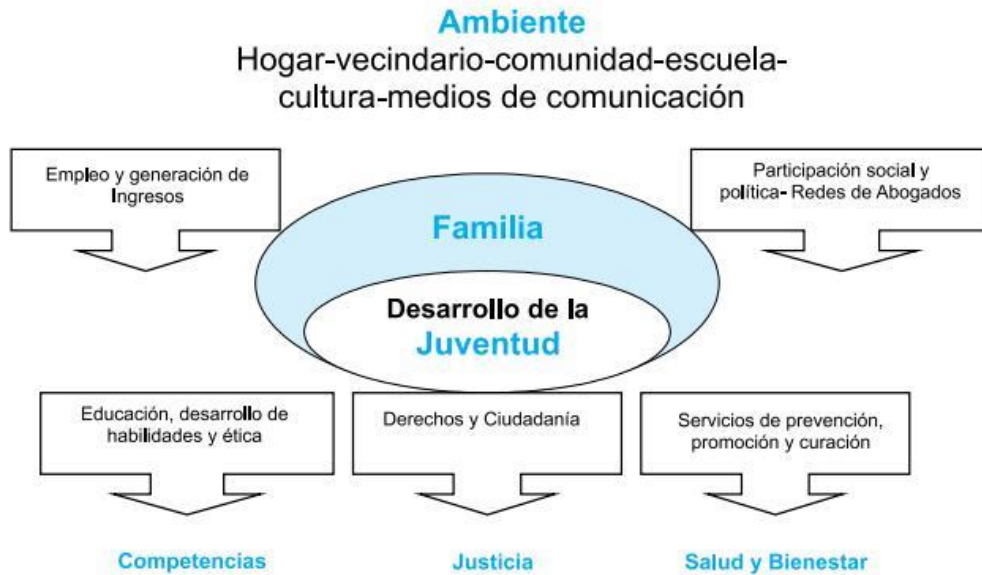 Ambiente
Hogar-vecindario-comunidad-escuela-
cultura-medios de comunicación
Empleo y generación de
Ingresos
Participación social y
política- Redes de Abogados
Familia
Desarrollo de la
Juventud
Educación, desarrollo de
habilidades y ética
Derechos y Ciudadanía
Servicios de prevención,
promoción y curación
Competencias
Justicia
Salud y Bienestar